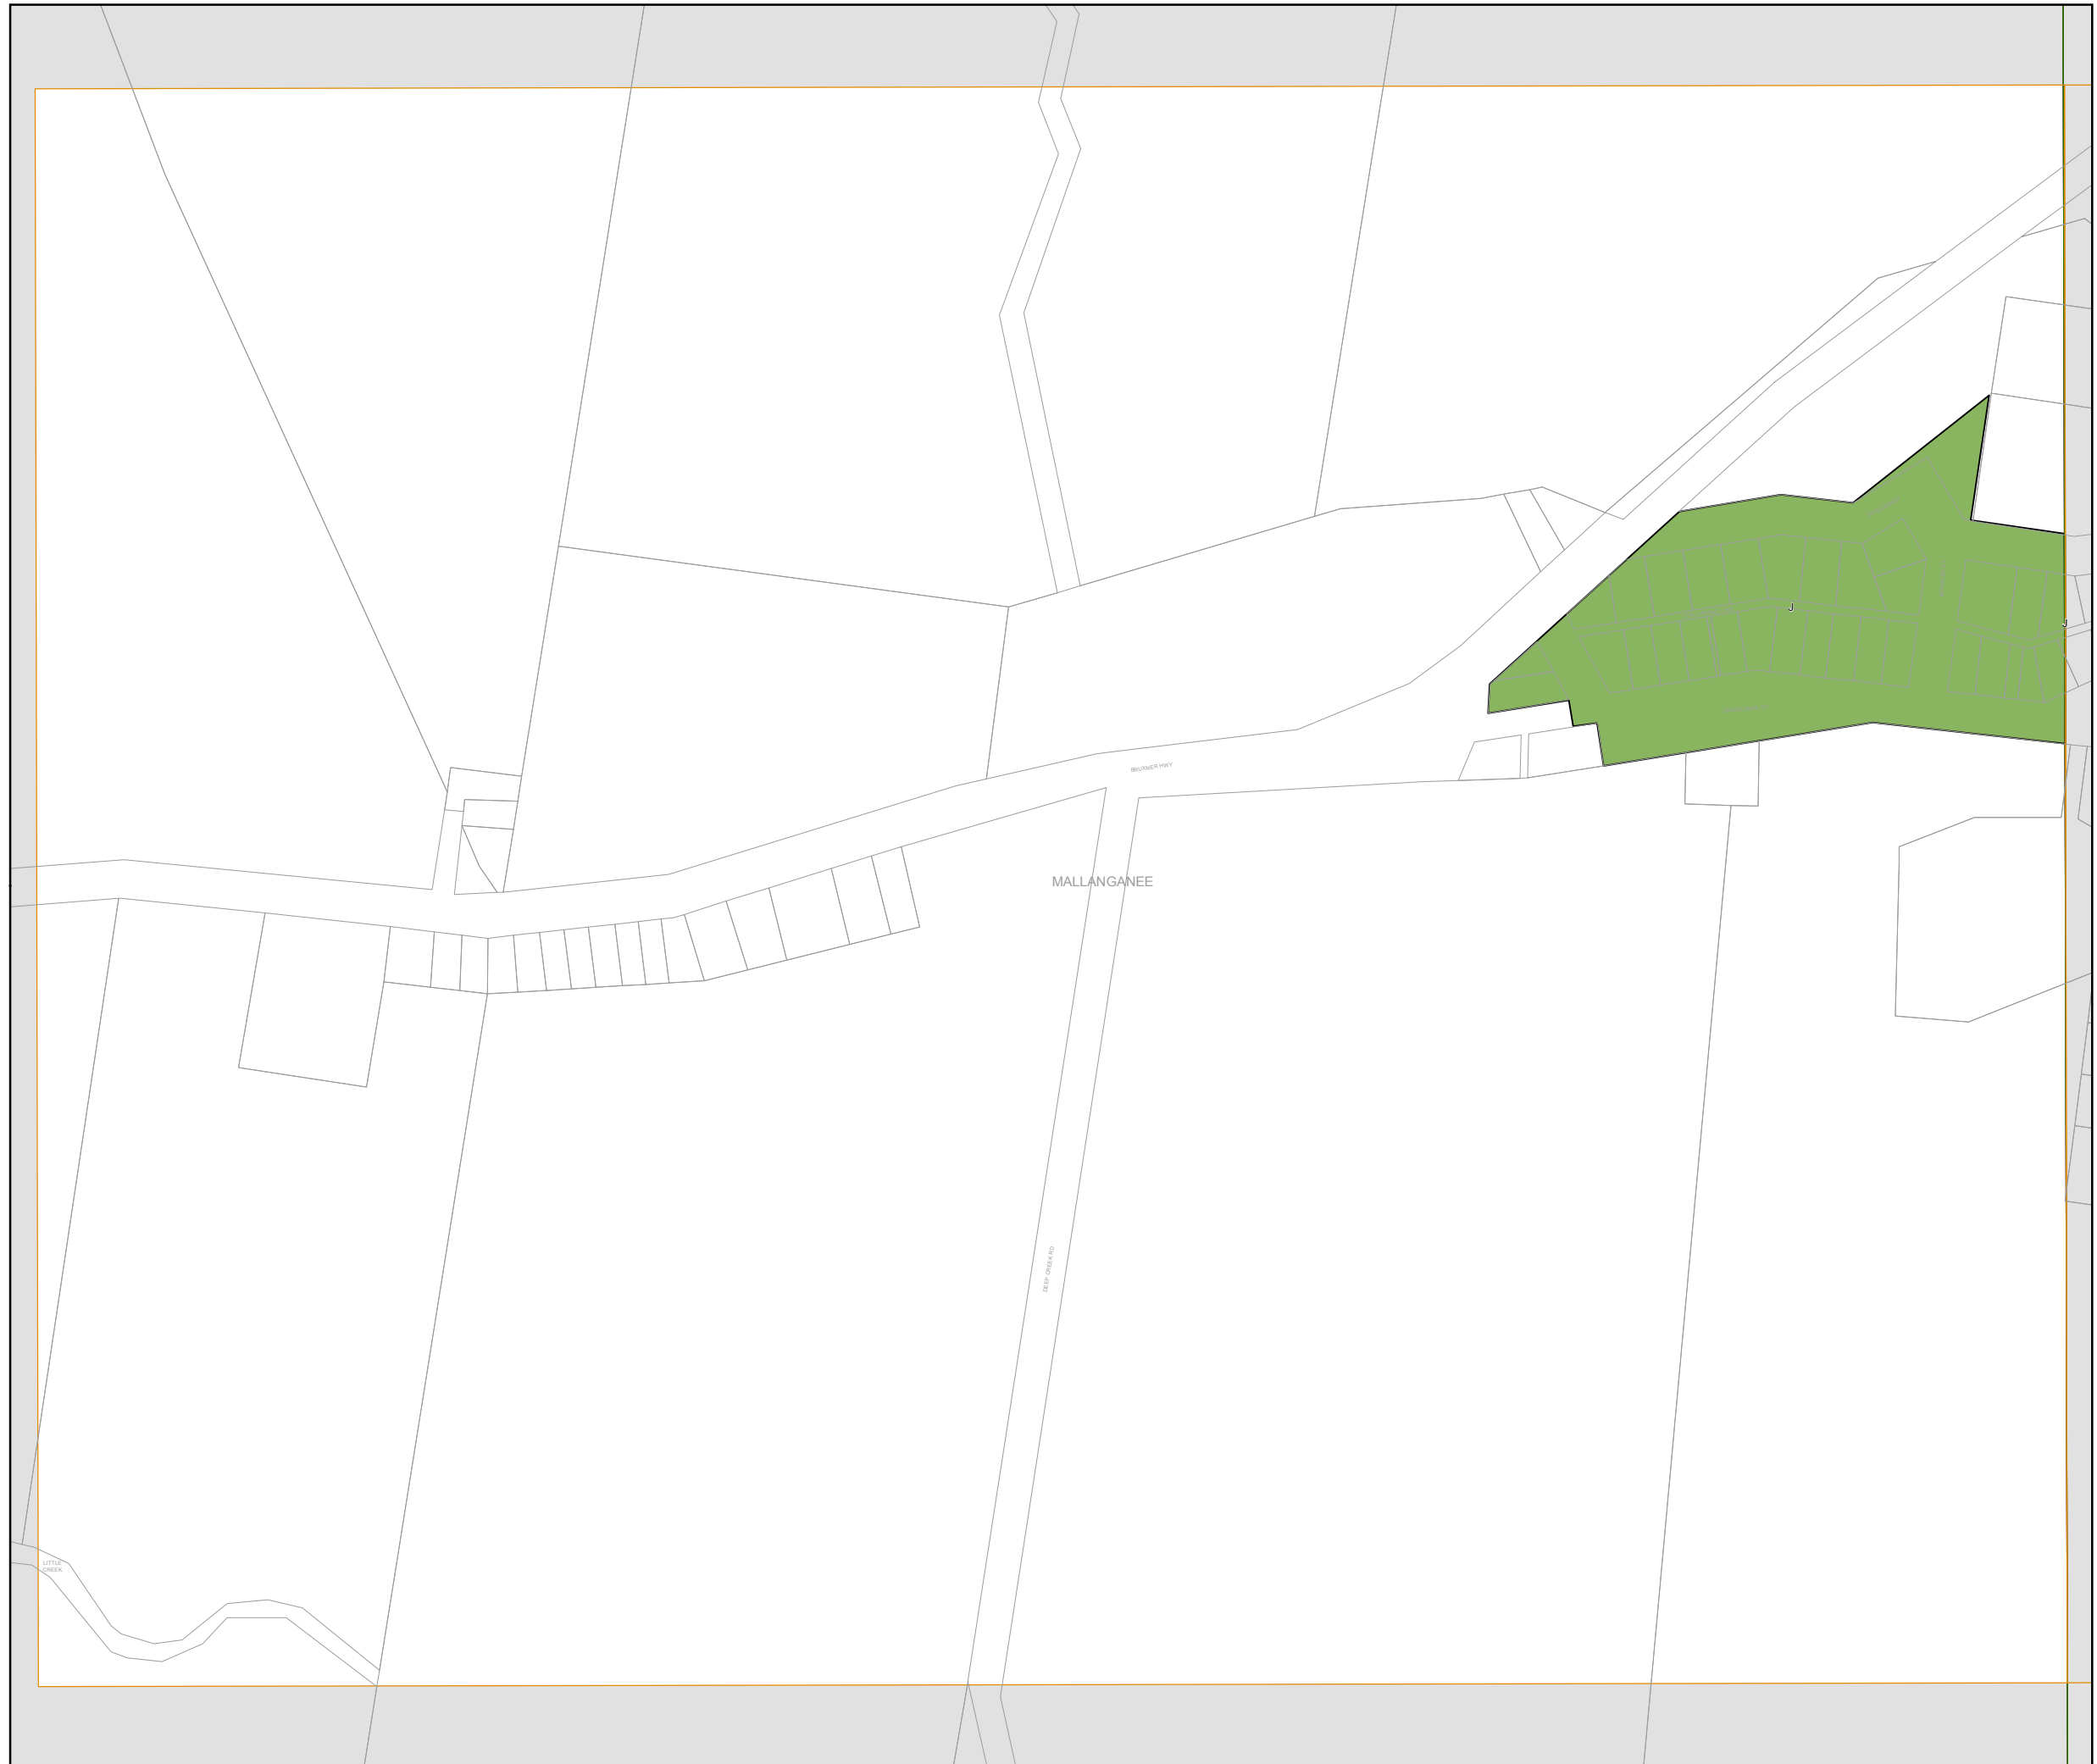 J
J
BRUXNER HWY
MALLANGANEE
DEEP CREEK RD
LITTLE
CREEK